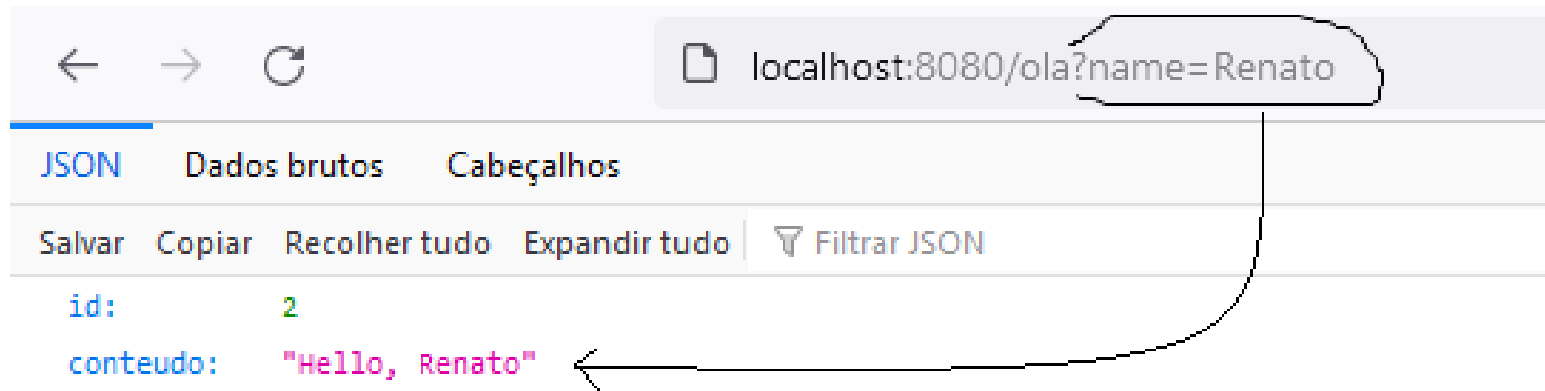 localhost:8080/ola?name=Renato
JSON Dados brutos Cabeçalhos
Salvar Copiar Recolher tudo Expandir tudo Filtrar JSON
id: 2
conteudo: "Hello, Renato"